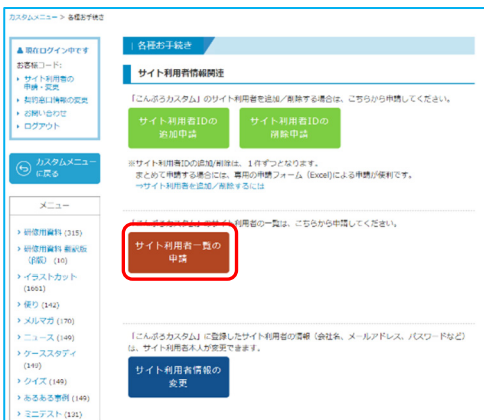 カスタムメニュー > 各種お手続き
現在ログイン中です
お客様コード:
サイト利用者の
申請・変更
契約窓口情報の変更
お問い合わせ
ログアウト
カスタムメニュー
に戻る
メニュー
研修用資料 (315)
研修用資料 翻訳版
(β版) (10)
イラストカット
(1661)
便り (142)
メルマガ (170)
ニュース (149)
ケーススタディ
(149)
クイズ (149)
あるある事例 (149)
ミニテスト (131)
各種お手続き
サイト利用者情報関連
「こんぷろカスタム」のサイト利用者を追加/削除する場合は、こちらから申請してください。
サイト利用者IDの
追加申請
サイト利用者IDの
削除申請
※サイト利用者IDの追加/削除は、1件ずつとなります。
まとめて申請する場合には、専用の申請フォーム(Excel)による申請が便利です。
⇒サイト利用者を追加/削除するには
「こんぷろカスタム」のサイト利用者の一覧は、こちらから申請してください。
サイト利用者一覧の
申請
「こんぷろカスタム」に登録したサイト利用者の情報(会社名、メールアドレス、パスワードなど)
は、サイト利用者本人が変更できます。
サイト利用者情報の
変更